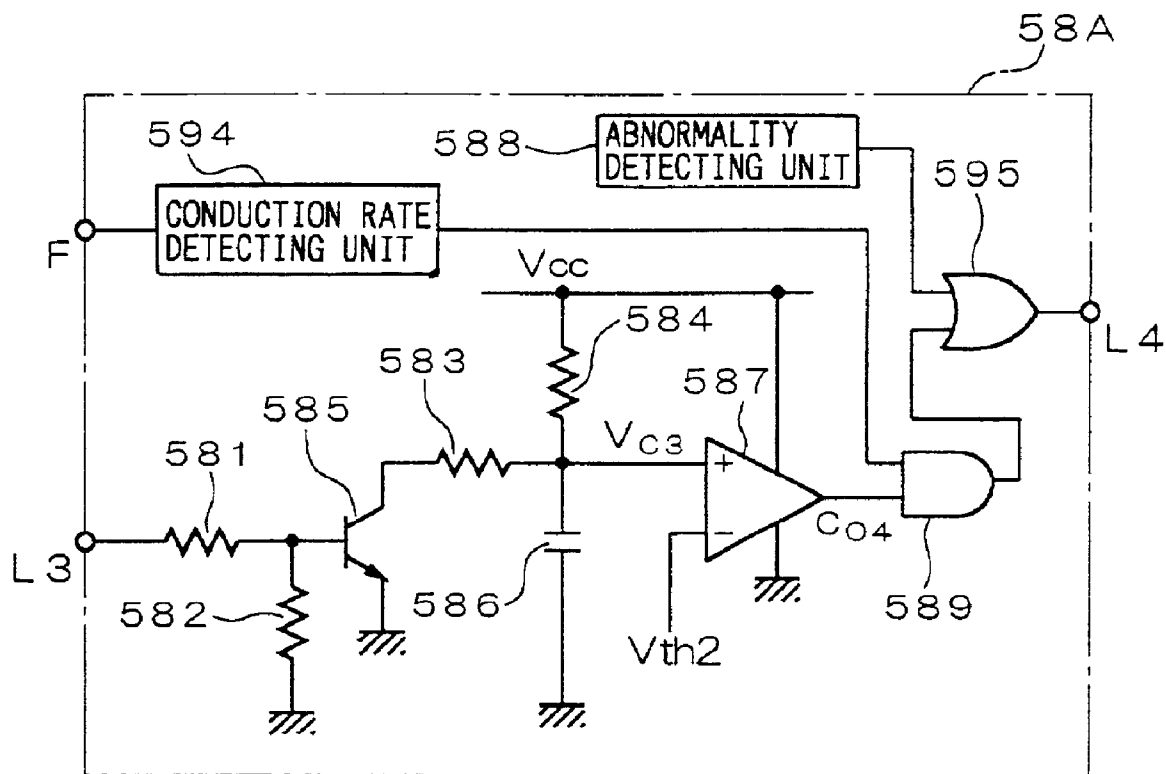 58A
594
588
ABNORMALITY
DETECTING UNIT
595
CONDUCTION RATE
DETECTING UNIT
F
Vcc
584
L4
583
587
585
VC3
581
+
−
CO4
L3
586
589
582
Vth2